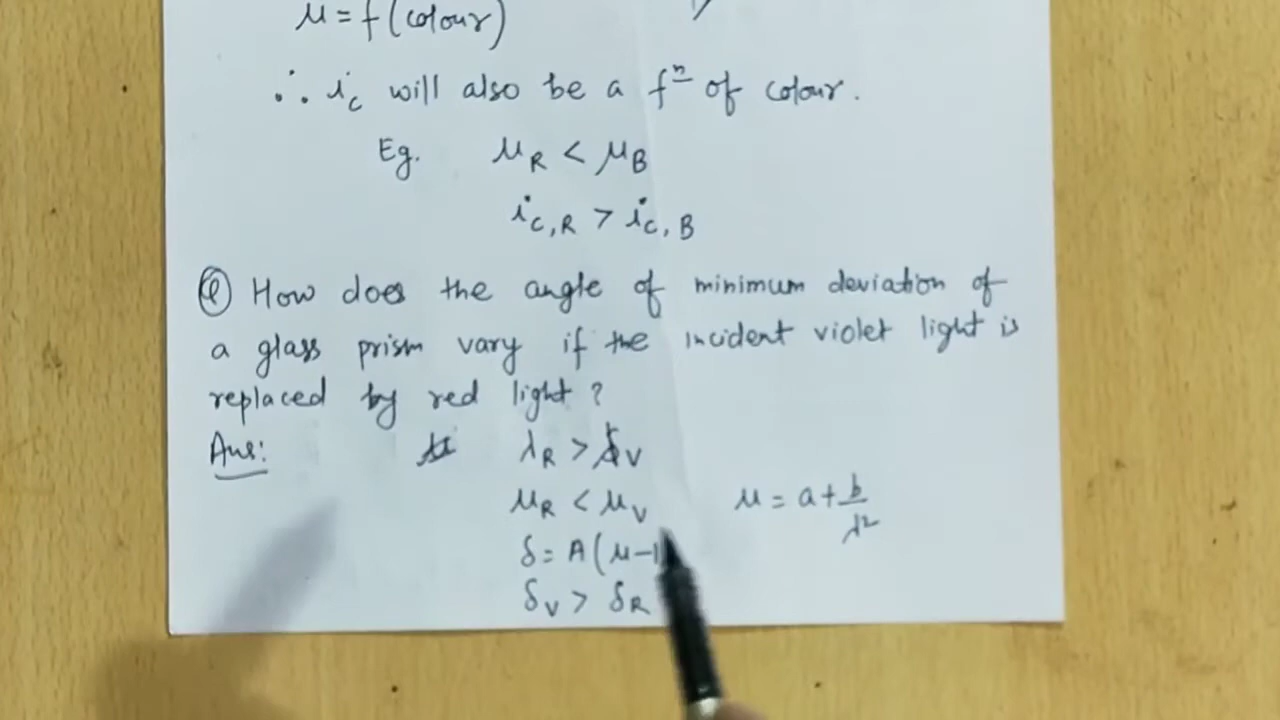 μ = f(colour)
∴ i_c will also be a fⁿ of colour.
Eg. μ_R < μ_B
i_C,R > i_C,B
Q How does the angle of minimum deviation of
a glass prism vary if the incident violet light is
replaced by red light ?
Ans: λ_R > λ_V
μ_R < μ_V μ = a + b/λ²
δ = A(μ-1
δ_V > δ_R